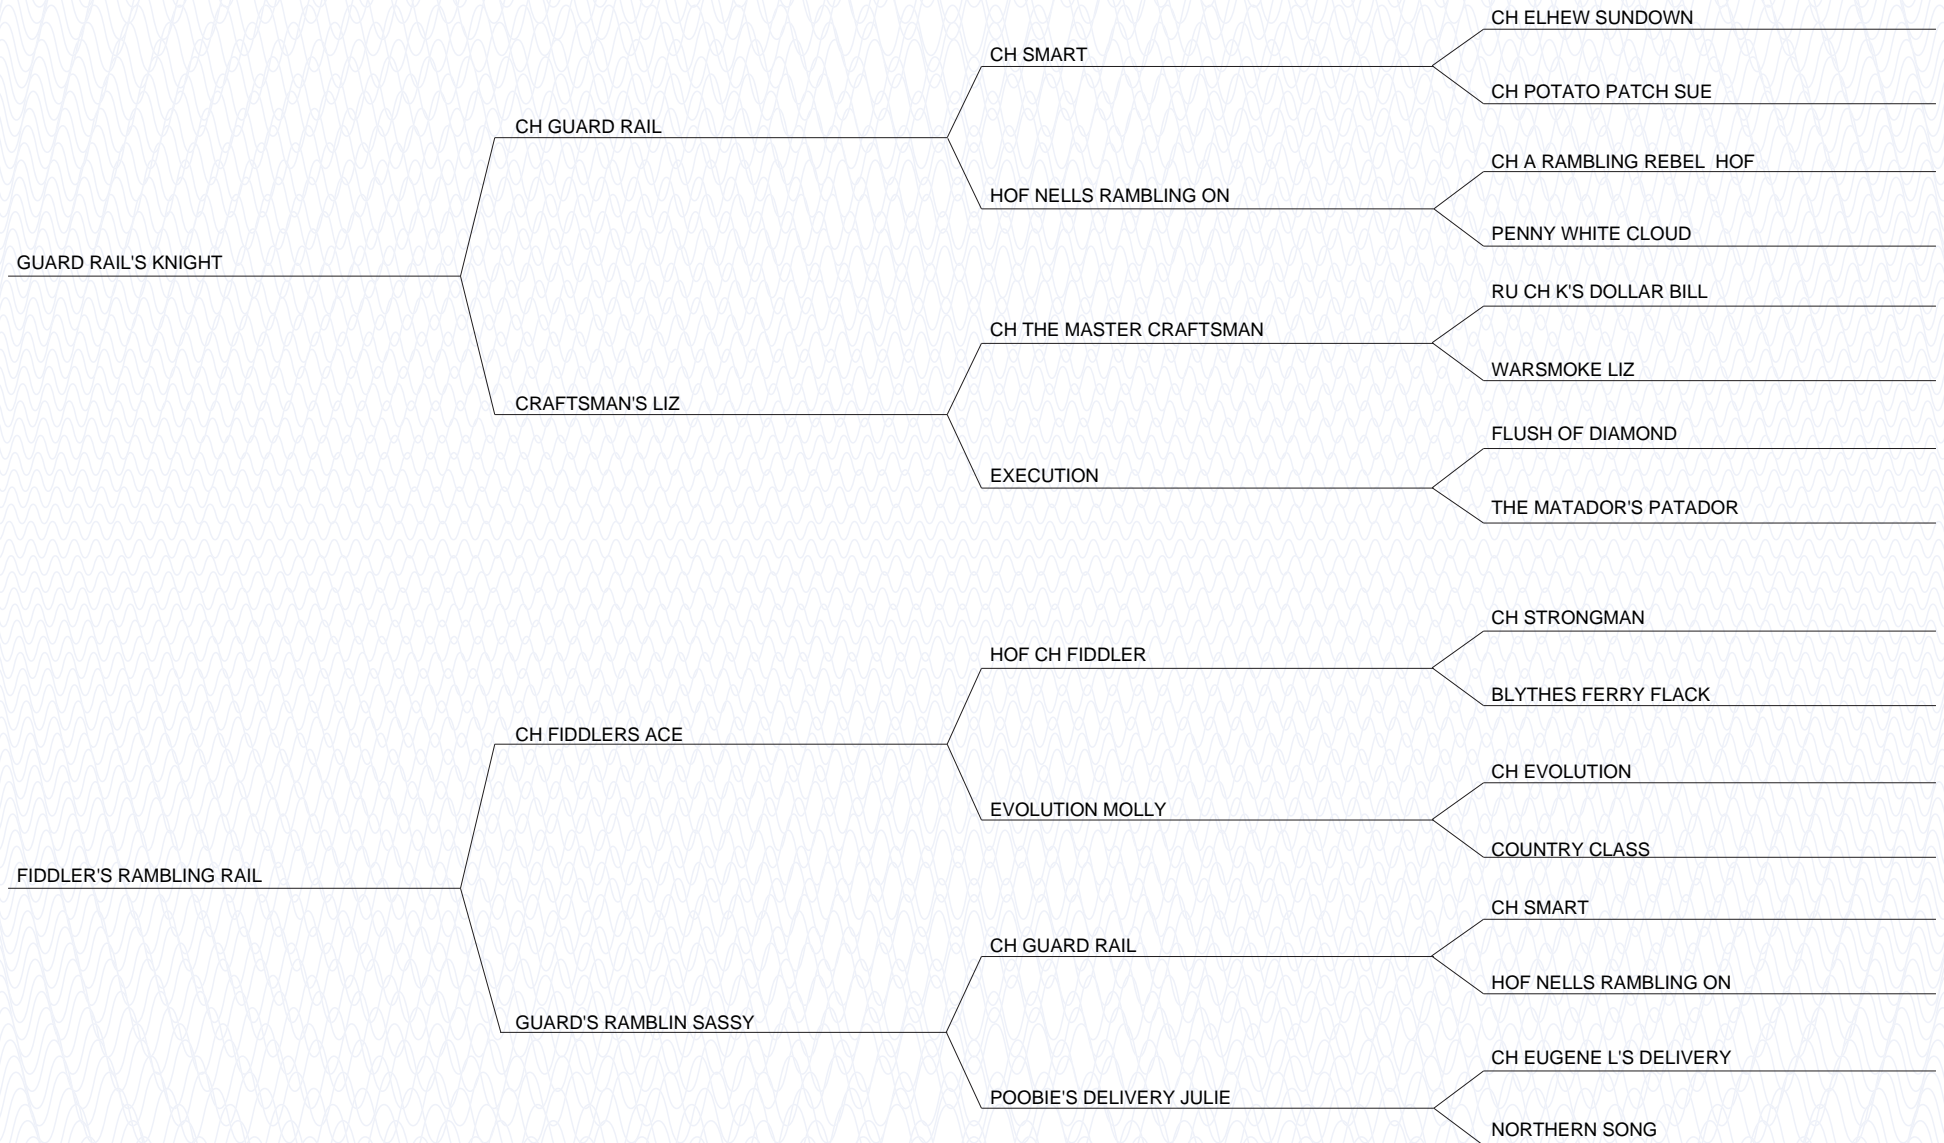 CH ELHEW SUNDOWN
CH SMART
CH POTATO PATCH SUE
CH GUARD RAIL
CH A RAMBLING REBEL  HOF
HOF NELLS RAMBLING ON
PENNY WHITE CLOUD
GUARD RAIL'S KNIGHT
RU CH K'S DOLLAR BILL
CH THE MASTER CRAFTSMAN
WARSMOKE LIZ
CRAFTSMAN'S LIZ
FLUSH OF DIAMOND
EXECUTION
THE MATADOR'S PATADOR
CH STRONGMAN
HOF CH FIDDLER
BLYTHES FERRY FLACK
CH FIDDLERS ACE
CH EVOLUTION
EVOLUTION MOLLY
COUNTRY CLASS
FIDDLER'S RAMBLING RAIL
CH SMART
CH GUARD RAIL
HOF NELLS RAMBLING ON
GUARD'S RAMBLIN SASSY
CH EUGENE L'S DELIVERY
POOBIE'S DELIVERY JULIE
NORTHERN SONG